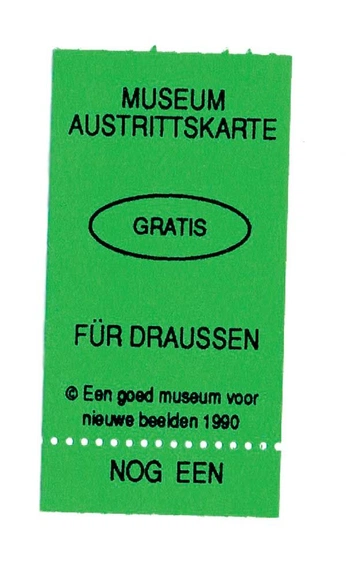 MUSEUM
AUSTRITTSKARTE
GRATIS
FÜR DRAUSSEN
© Een goed museum voor
nieuwe beelden 1990
NOG EEN